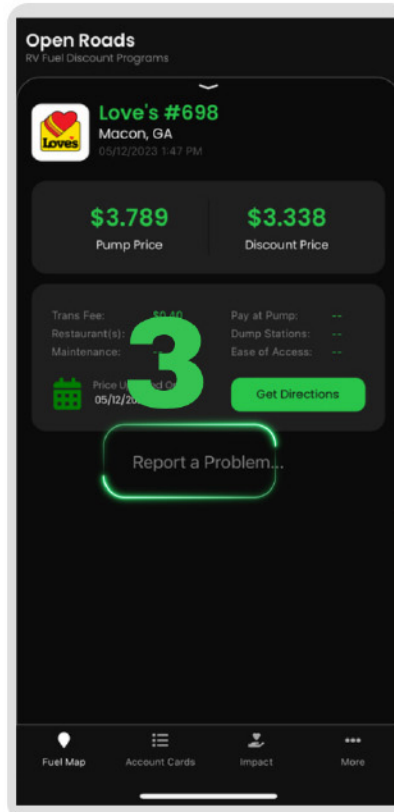 Open Roads
RV Fuel Discount Programs
Love's
Love's #698
Macon, GA
05/12/2023 1:47 PM
$3.789
Pump Price
$3.338
Discount Price
Trans Fee: $0.40
Restaurant(s):
Maintenance:
Pay at Pump: --
Dump Stations: --
Ease of Access: --
3
Price
05/12/
Get Directions
Report a Problem...
Fuel Map
Account Cards
Impact
More